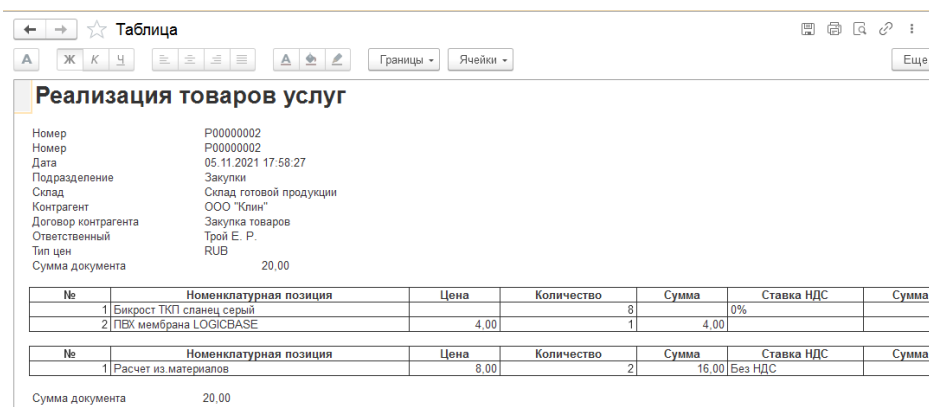 Таблица
А Ж К Ч А Границы Ячейки Еще
Реализация товаров услуг
Номер Р00000002
Номер Р00000002
Дата 05.11.2021 17:58:27
Подразделение Закупки
Склад Склад готовой продукции
Контрагент ООО "Клин"
Договор контрагента Закупка товаров
Ответственный Трой Е. Р.
Тип цен RUB
Сумма документа 20,00
№ Номенклатурная позиция Цена Количество Сумма Ставка НДС Сумма
1 Бикрост ТКП сланец серый 8 0%
2 ПВХ мембрана LOGICBASE 4,00 1 4,00
№ Номенклатурная позиция Цена Количество Сумма Ставка НДС Сумма
1 Расчет из.материалов 8,00 2 16,00 Без НДС
Сумма документа 20,00